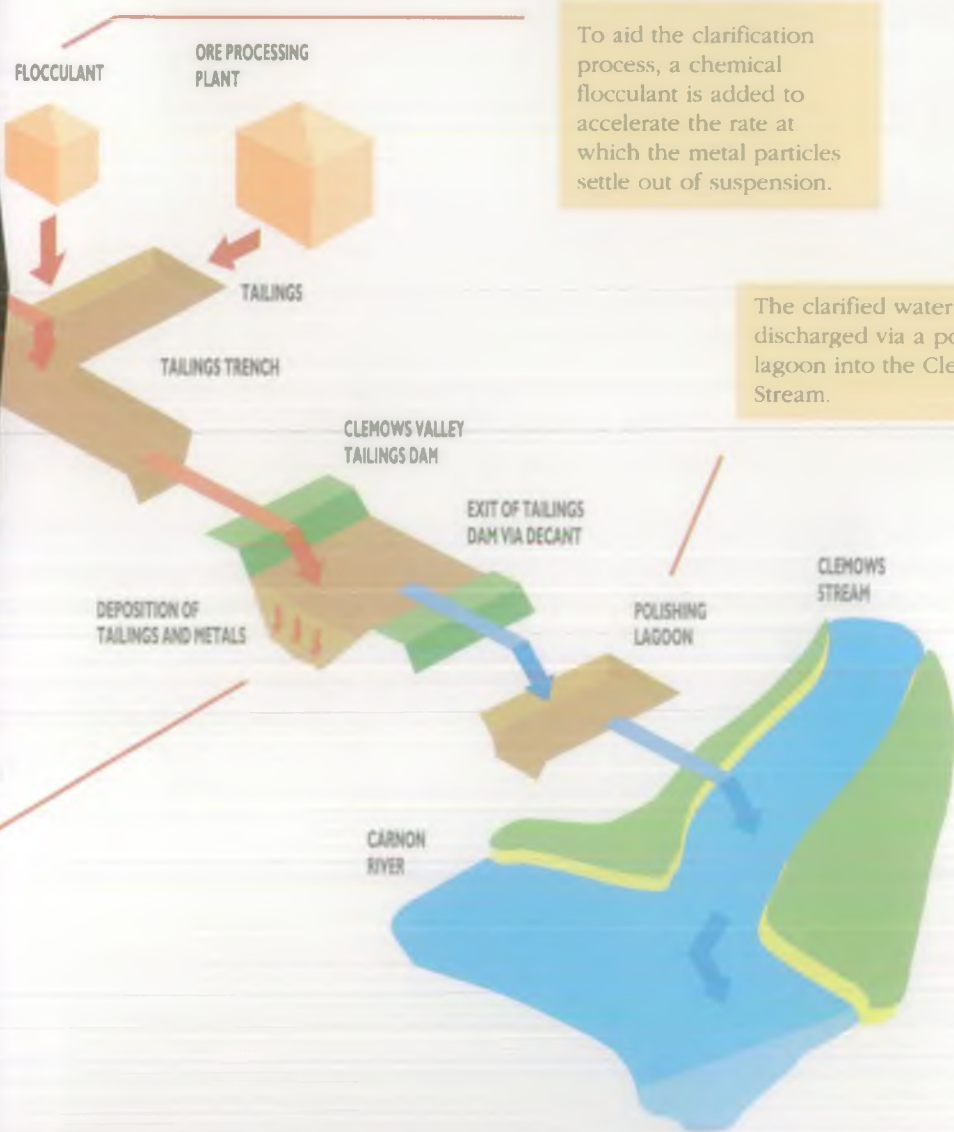 FLOCCULANT
ORE PROCESSING
PLANT
To aid the clarification
process, a chemical
flocculant is added to
accelerate the rate at
which the metal particles
settle out of suspension.
TAILINGS
The clarified water
discharged via a
lagoon into the
Stream.
TAILINGS TRENCH
CLEMOWS VALLEY
TAILINGS DAM
EXIT OF TAILINGS
DAM VIA DECANT
CLEMOWS
STREAM
DEPOSITION OF
TAILINGS AND METALS
POLISHING
LAGOON
CARNON
RIVER